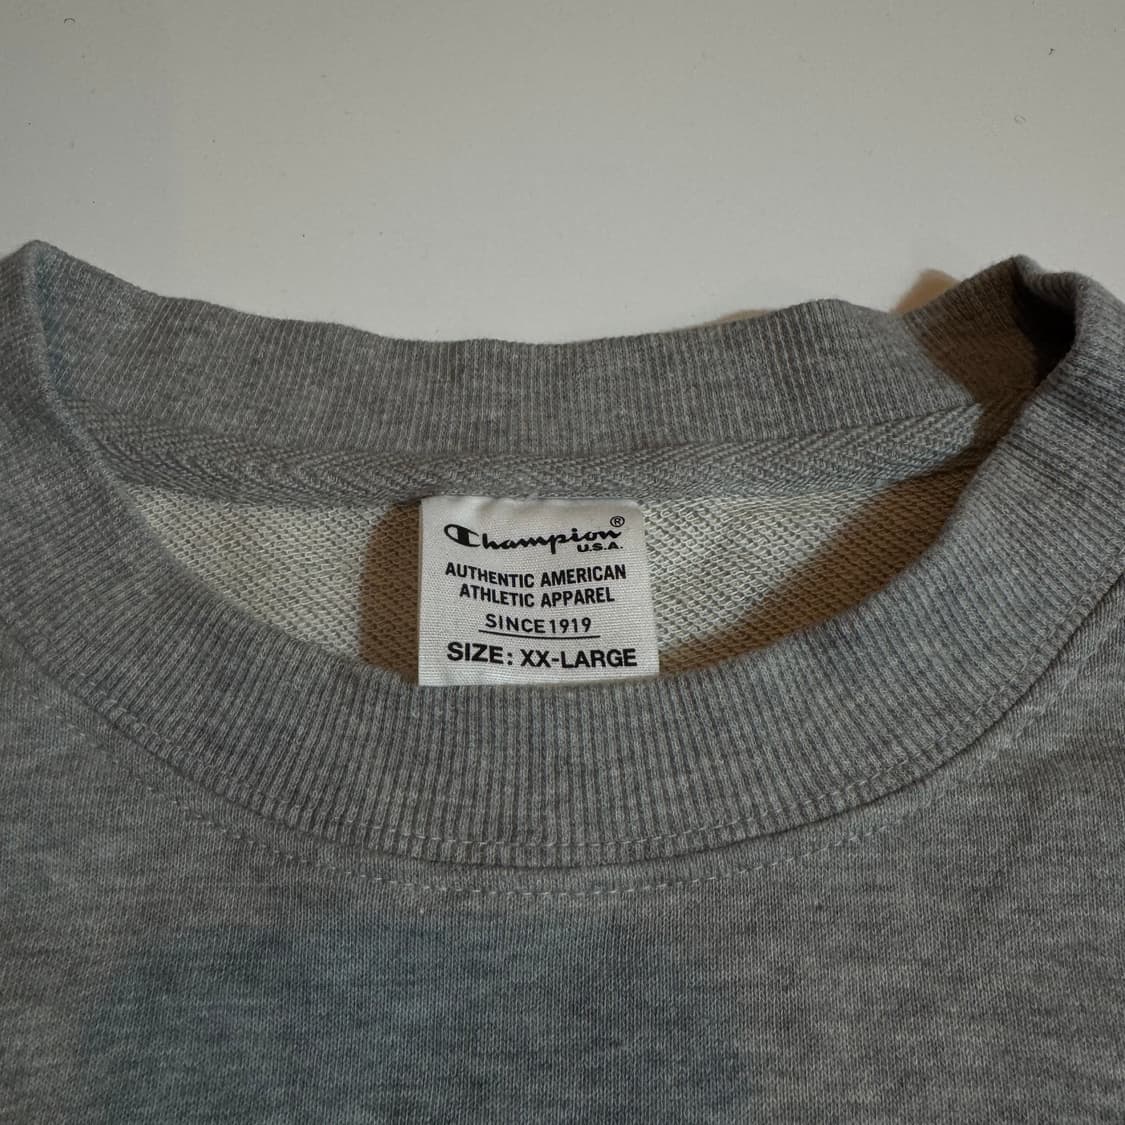 Champion®
U.S.A.
AUTHENTIC AMERICAN
ATHLETIC APPAREL
SINCE 1919
SIZE: XX-LARGE